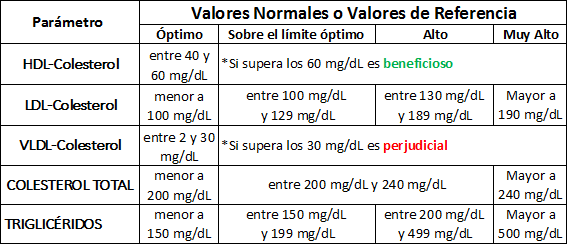 Parámetro
Valores Normales o Valores de Referencia
Óptimo
Sobre el límite óptimo
Alto
Muy Alto
HDL-Colesterol
entre 40 y
60 mg/dL
*Si supera los 60 mg/dL es beneficioso
LDL-Colesterol
menor a
100 mg/dL
entre 100 mg/dL
y 129 mg/dL
entre 130 mg/dL
y 189 mg/dL
Mayor a
190 mg/dL
VLDL-Colesterol
entre 2 y 30
mg/dL
*Si supera los 30 mg/dL es perjudicial
COLESTEROL TOTAL
menor a
200 mg/dL
entre 200 mg/dL y 240 mg/dL
Mayor a
240 mg/dL
TRIGLICÉRIDOS
menor a
150 mg/dL
entre 150 mg/dL
y 199 mg/dL
entre 200 mg/dL
y 499 mg/dL
Mayor a
500 mg/dL